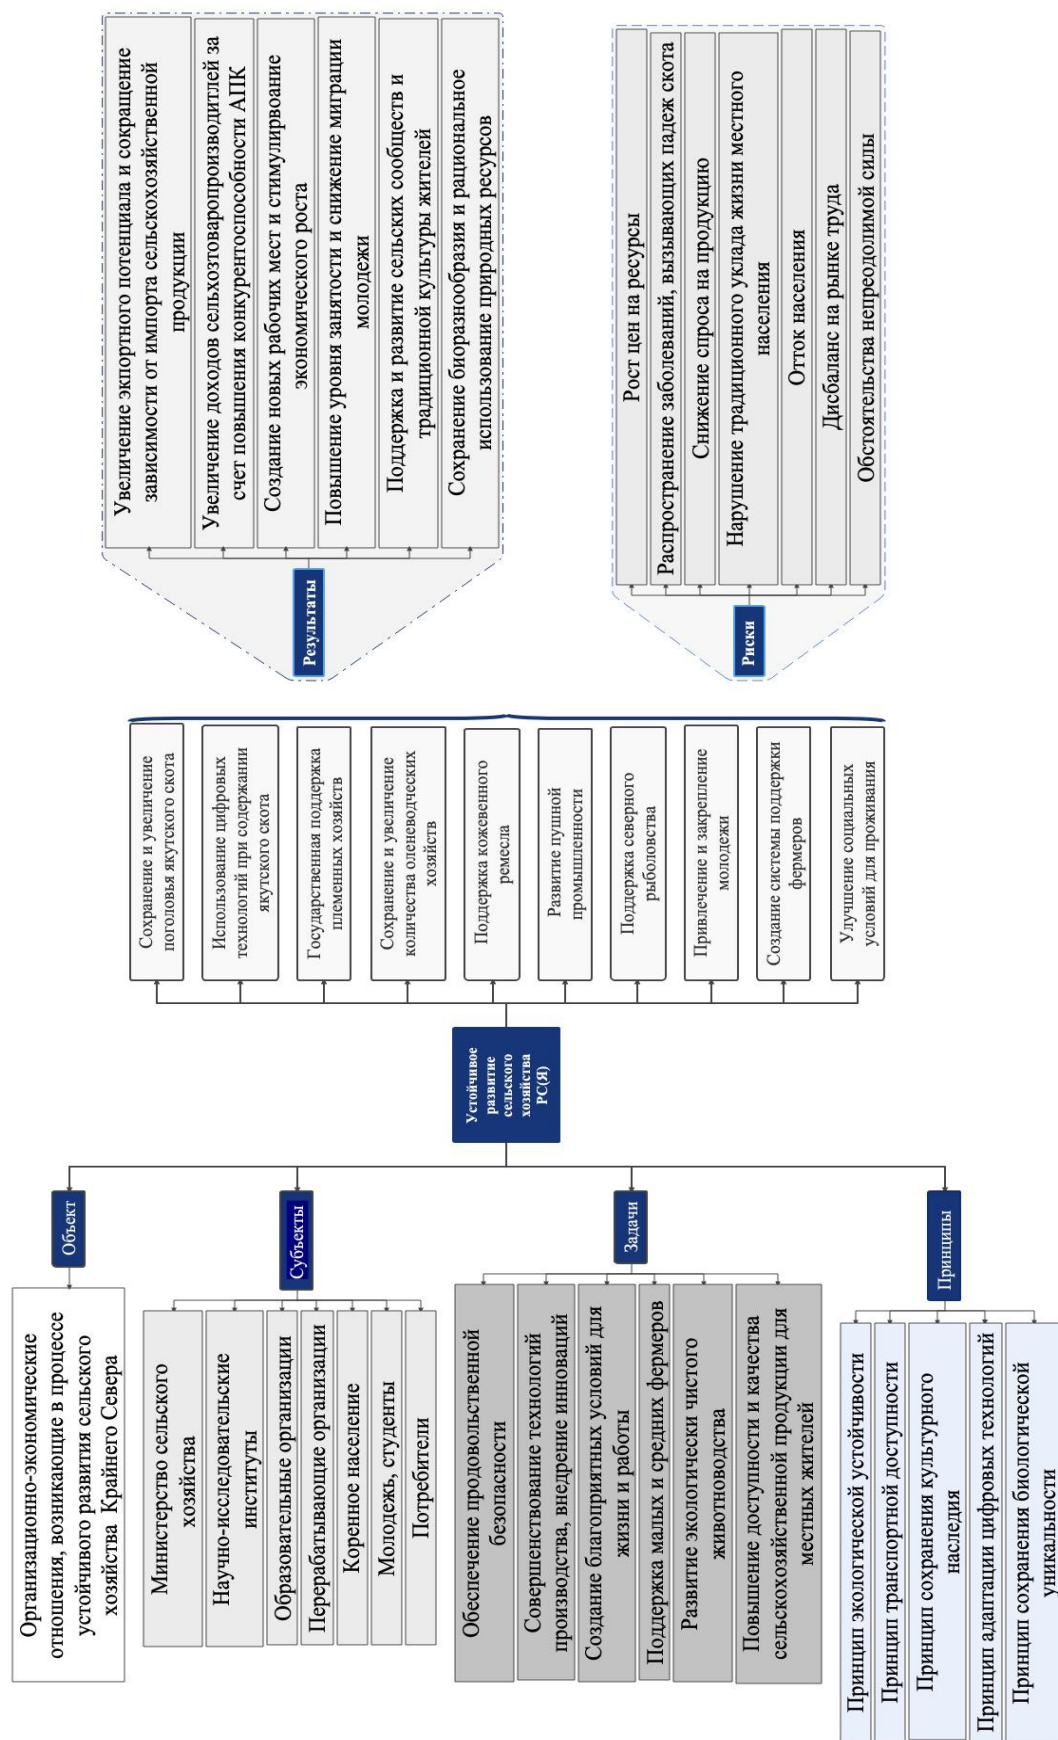 Объект
Организационно-экономические
отношения, возникающие в процессе
устойчивого развития сельского
хозяйства Крайнего Севера
Субъекты
Министерство сельского
хозяйства
Научно-исследовательские
институты
Образовательные организации
Перерабатывающие организации
Коренное население
Молодежь, студенты
Потребители
Задачи
Обеспечение продовольственной
безопасности
Совершенствование технологий
производства, внедрение инноваций
Создание благоприятных условий для
жизни и работы
Поддержка малых и средних фермеров
Развитие экологически чистого
животноводства
Повышение доступности и качества
сельскохозяйственной продукции для
местных жителей
Принципы
Принцип экологической устойчивости
Принцип транспортной доступности
Принцип сохранения культурного
наследия
Принцип адаптации цифровых технологий
Принцип сохранения биологической
уникальности
Устойчивое
развитие
сельского
хозяйства
РС(Я)
Сохранение и увеличение
поголовья якутского скота
Использование цифровых
технологий при содержании
якутского скота
Государственная поддержка
племенных хозяйств
Сохранение и увеличение
количества оленеводческих
хозяйств
Поддержка кожевенного
ремесла
Развитие пушной
промышленности
Поддержка северного
рыболовства
Привлечение и закрепление
молодежи
Создание системы поддержки
фермеров
Улучшение социальных
условий для проживания
Результаты
Увеличение экпортного потенциала и сокращение
зависимости от импорта сельскохозяйственной
продукции
Увеличение доходов сельхозтоваропроизводитлей за
счет повышения конкурентоспособности АПК
Создание новых рабочих мест и стимулирвоание
экономического роста
Повышение уровня занятости и снижение миграции
молодежи
Поддержка и развитие сельских сообществ и
традиционной культуры жителей
Сохранение биоразнообразия и рациональное
использование природных ресурсов
Риски
Рост цен на ресурсы
Распространение заболеваний, вызывающих падеж скота
Снижение спроса на продукцию
Нарушение традиционного уклада жизни местного
населения
Отток населения
Дисбаланс на рынке труда
Обстоятельства непреодолимой силы